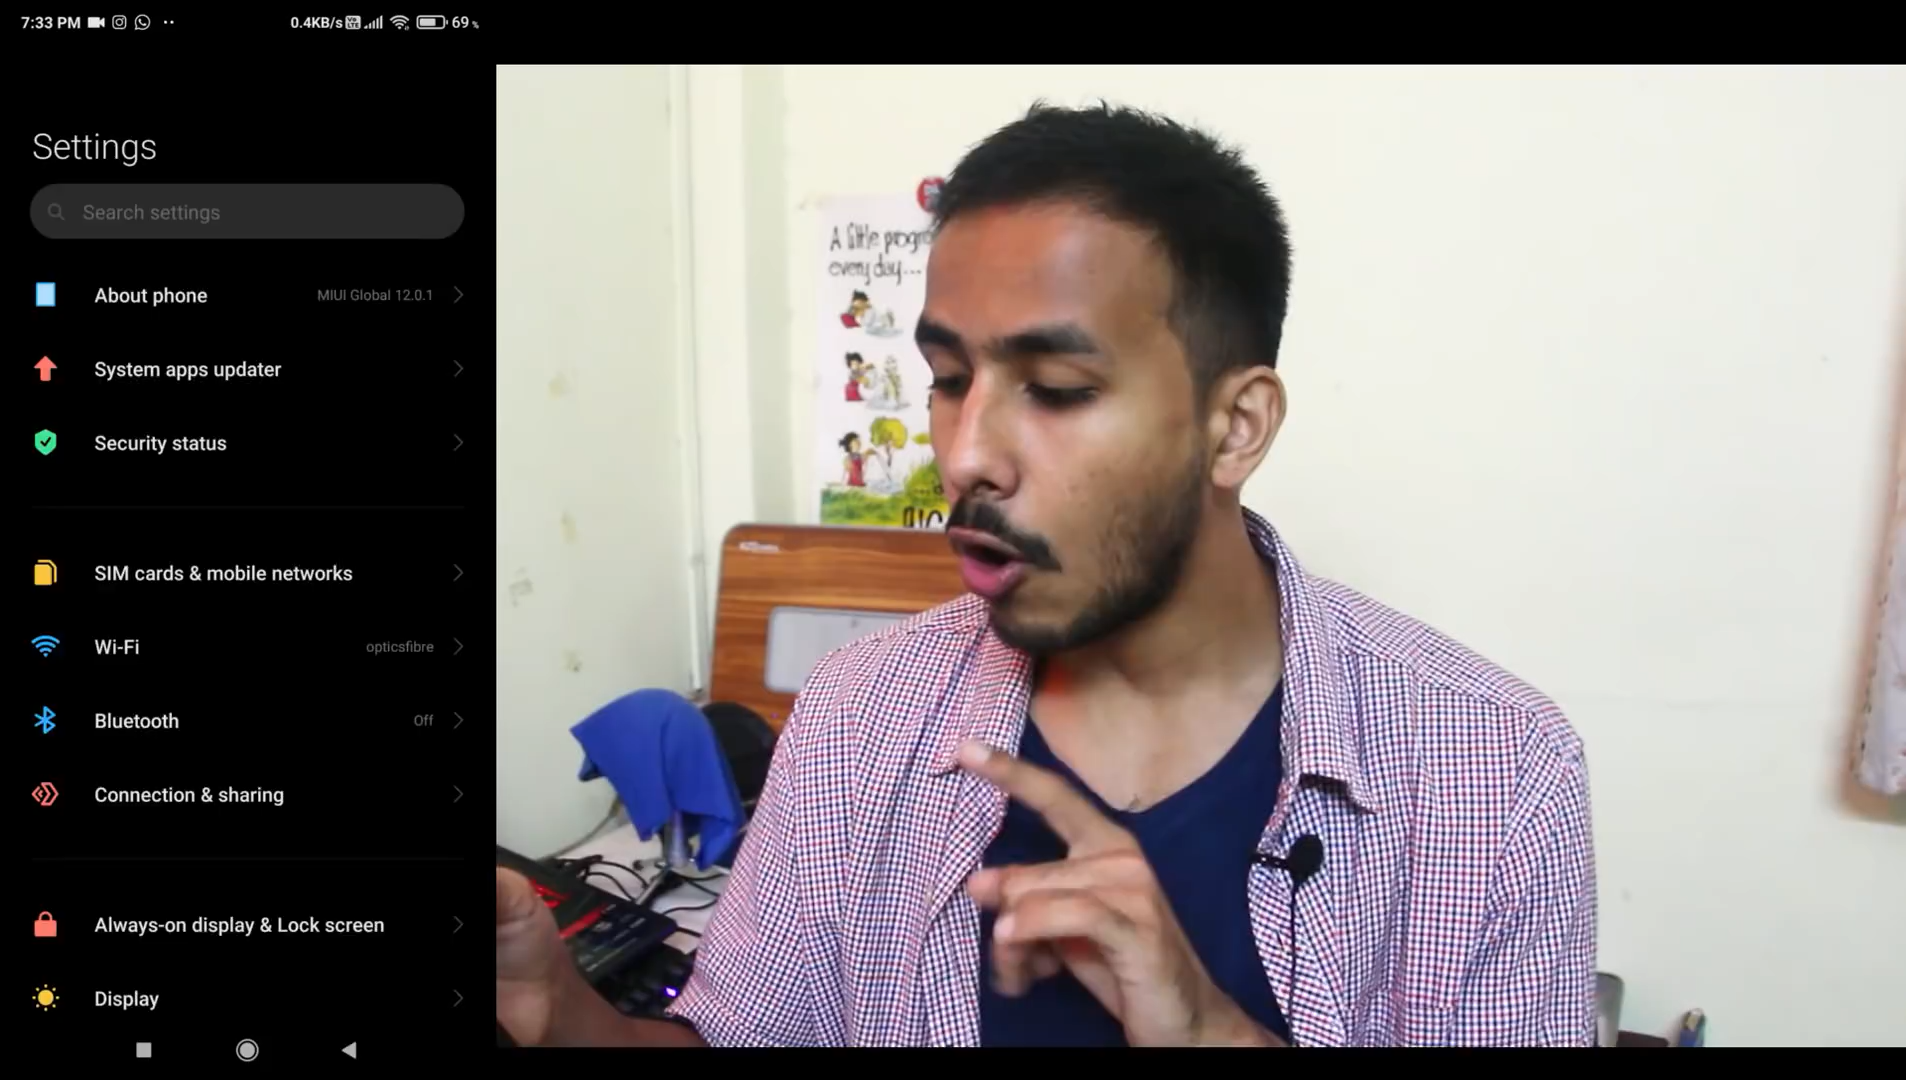 7:33 PM
0.4KB/s
69%
Settings
Search settings
About phone
MIUI Global 12.0.1
System apps updater
Security status
SIM cards & mobile networks
Wi-Fi
opticsfibre
Bluetooth
Off
Connection & sharing
Always-on display & Lock screen
Display
A little progre
every day...